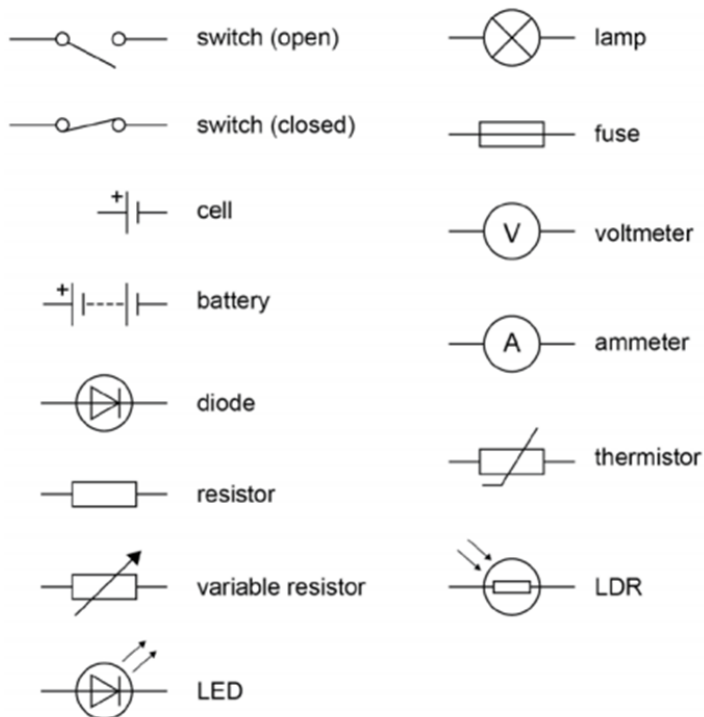 switch (open)
switch (closed)
+
cell
+
battery
diode
resistor
variable resistor
LED
lamp
fuse
V
voltmeter
A
ammeter
thermistor
LDR